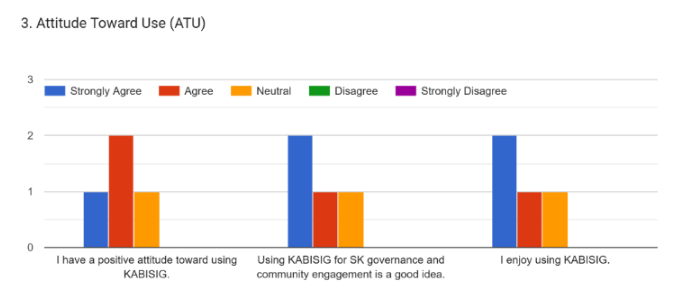 3. Attitude Toward Use (ATU)
3
Strongly Agree Agree Neutral Disagree Strongly Disagree
2
1
0
I have a positive attitude toward using
KABISIG.
Using KABISIG for SK governance and
community engagement is a good idea.
I enjoy using KABISIG.